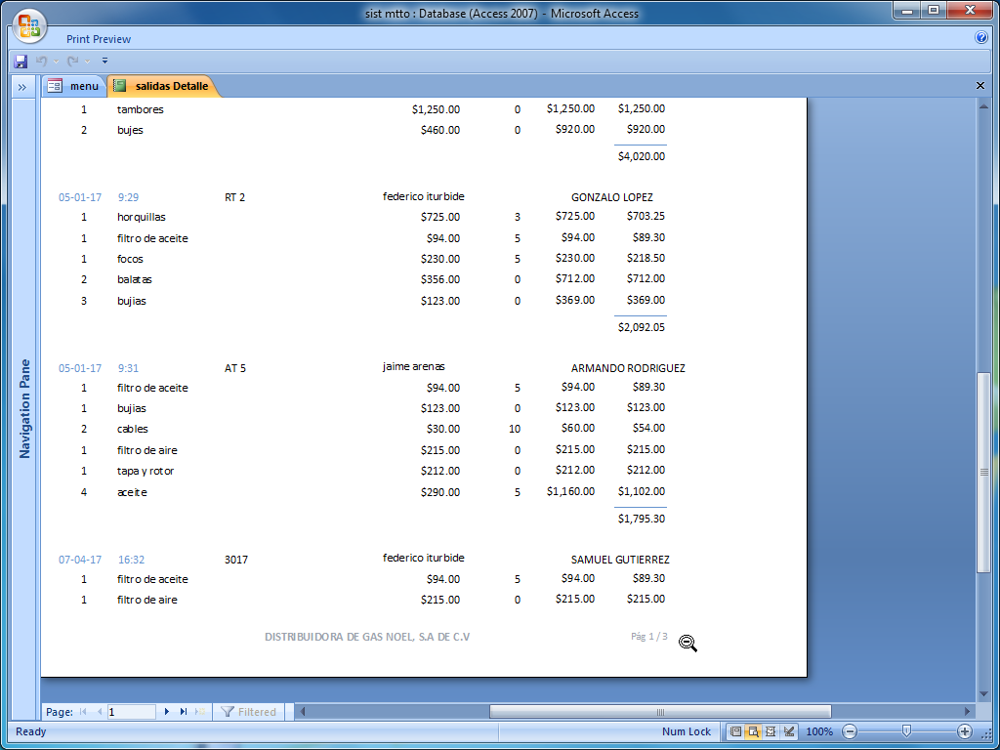 sist mtto : Database (Access 2007) - Microsoft Access
Print Preview
menu
salidas Detalle
1 tambores $1,250.00 0 $1,250.00 $1,250.00
2 bujes $460.00 0 $920.00 $920.00
$4,020.00
05-01-17 9:29 RT 2 federico iturbide GONZALO LOPEZ
1 horquillas $725.00 3 $725.00 $703.25
1 filtro de aceite $94.00 5 $94.00 $89.30
1 focos $230.00 5 $230.00 $218.50
2 balatas $356.00 0 $712.00 $712.00
3 bujias $123.00 0 $369.00 $369.00
$2,092.05
05-01-17 9:31 AT 5 jaime arenas ARMANDO RODRIGUEZ
1 filtro de aceite $94.00 5 $94.00 $89.30
1 bujias $123.00 0 $123.00 $123.00
2 cables $30.00 10 $60.00 $54.00
1 filtro de aire $215.00 0 $215.00 $215.00
1 tapa y rotor $212.00 0 $212.00 $212.00
4 aceite $290.00 5 $1,160.00 $1,102.00
$1,795.30
07-04-17 16:32 3017 federico iturbide SAMUEL GUTIERREZ
1 filtro de aceite $94.00 5 $94.00 $89.30
1 filtro de aire $215.00 0 $215.00 $215.00
DISTRIBUIDORA DE GAS NOEL, S.A DE C.V Pág 1 / 3
Navigation Pane
Page: 1 Filtered
Ready Num Lock 100%